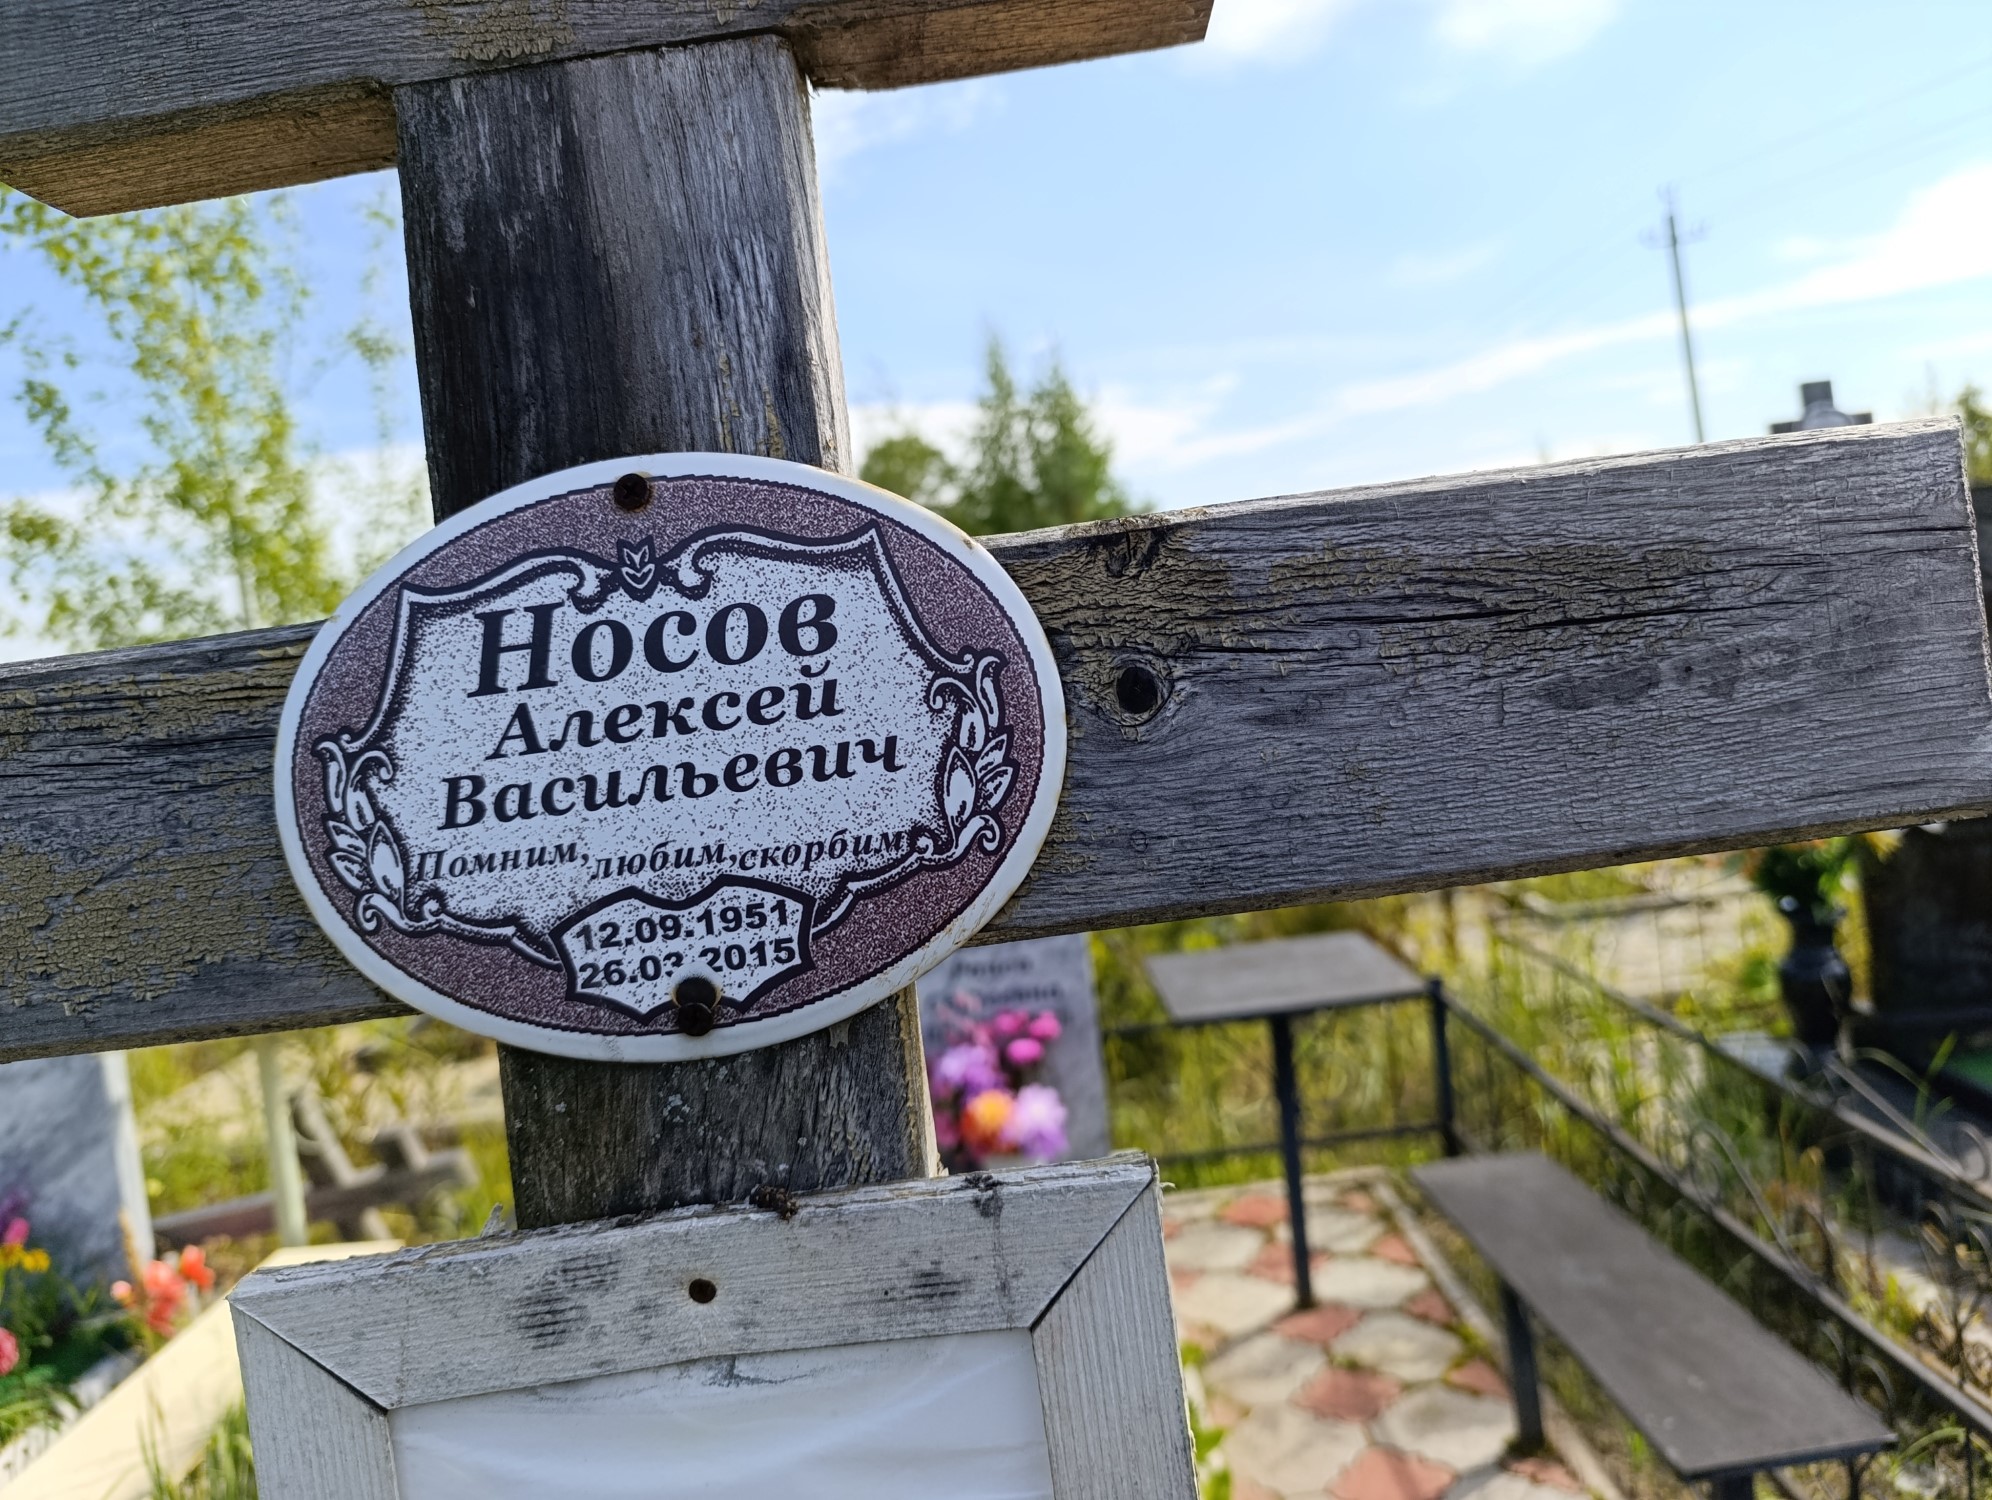 Носов
Алексей
Васильевич
Помним, любим, скорбим
12.09.1951
26.03.2015